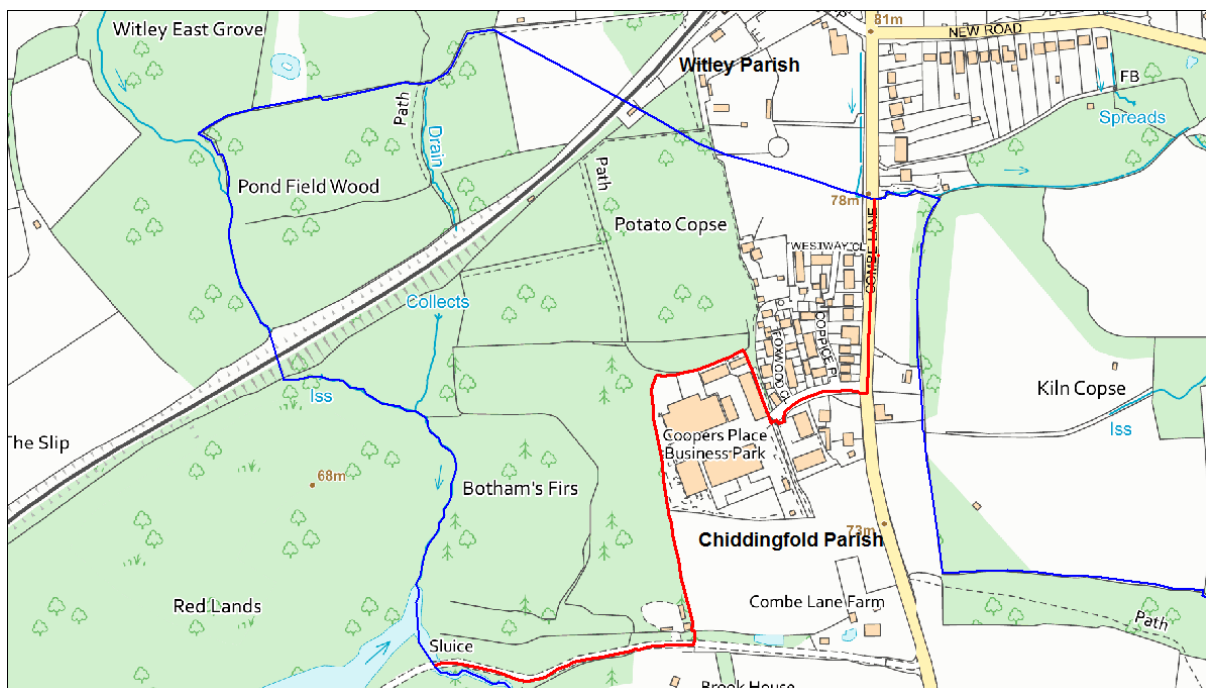 81m
Witley East Grove
NEW ROAD
Witley Parish
FB
Path
Spreads
Drain
Path
Pond Field Wood
78m
Potato Copse
COMBE LANE
WESTWAY CL
Collects
FOXWOOD CL
COPPICE PL
Iss
Kiln Copse
The Slip
Coopers Place
Business Park
Iss
68m
Botham's Firs
73m
Chiddingfold Parish
Red Lands
Combe Lane Farm
Path
Sluice
Brook House